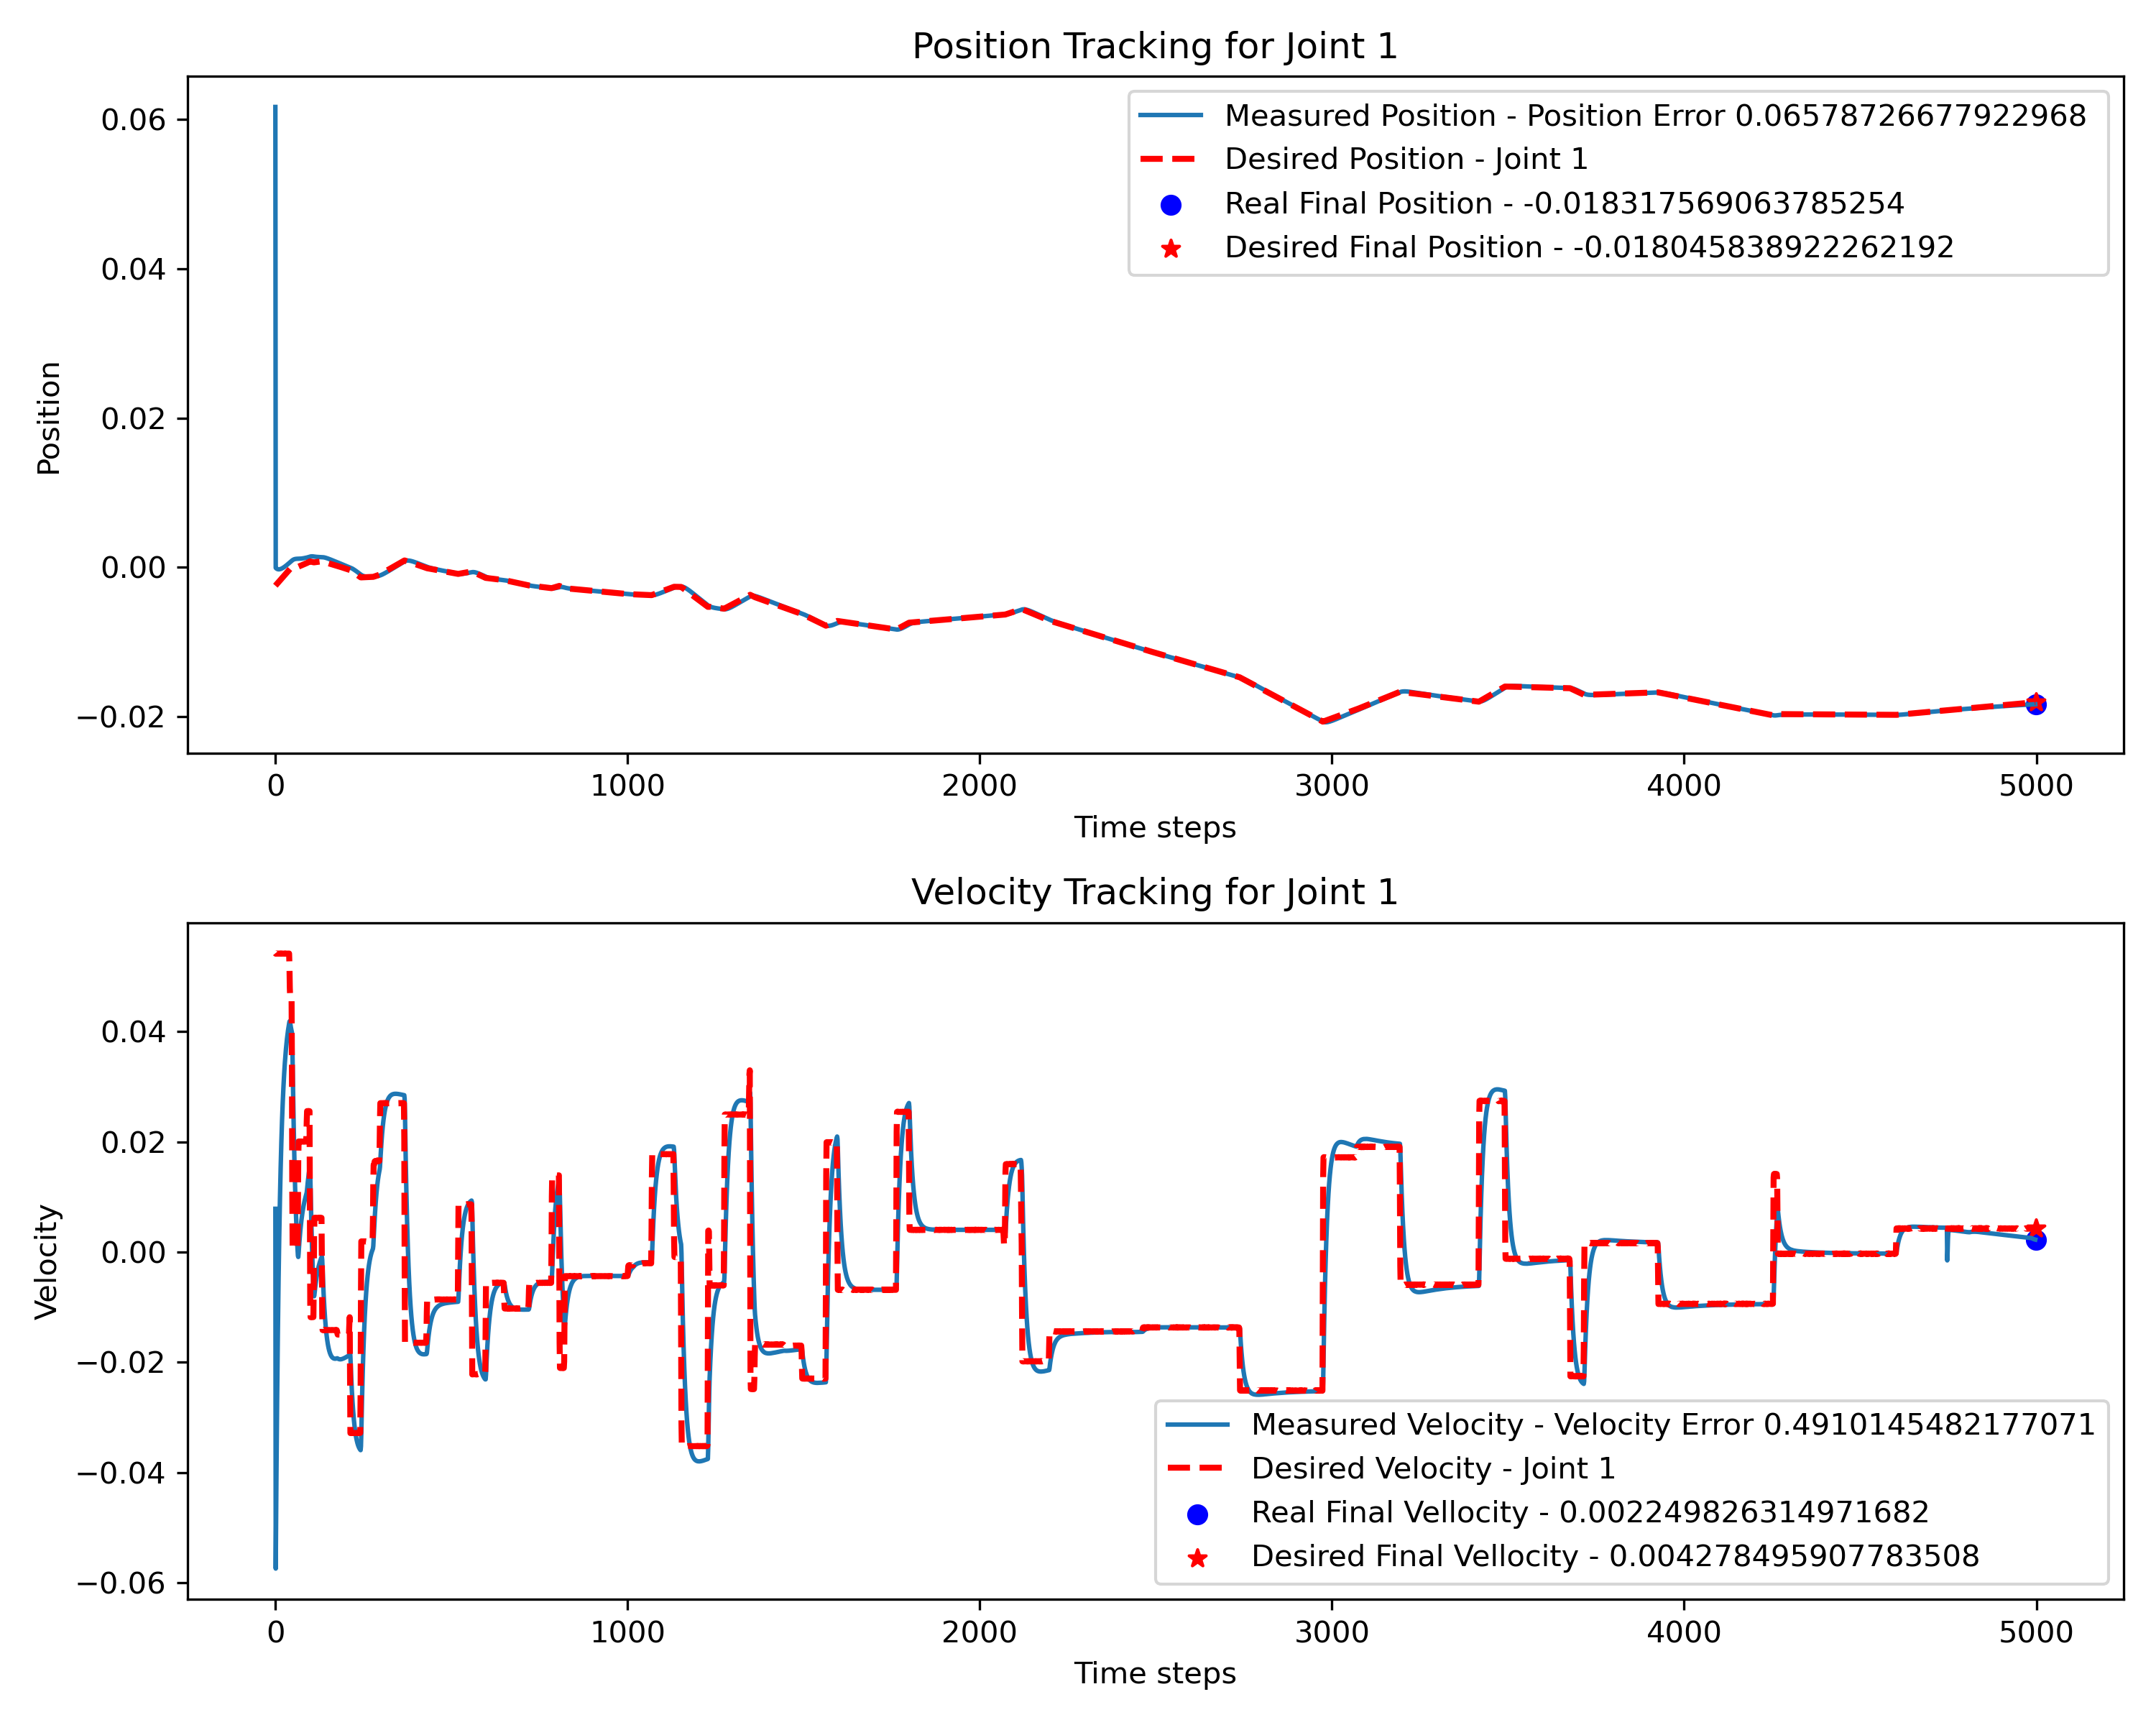 Position Tracking for Joint 1
Measured Position - Position Error 0.06578726677922968
Desired Position - Joint 1
Real Final Position - -0.018317569063785254
Desired Final Position - -0.018045838922262192
0.06
0.04
0.02
0.00
−0.02
Position
0 1000 2000 3000 4000 5000
Time steps
Velocity Tracking for Joint 1
0.04
0.02
0.00
−0.02
−0.04
−0.06
Velocity
Measured Velocity - Velocity Error 0.4910145482177071
Desired Velocity - Joint 1
Real Final Vellocity - 0.002249826314971682
Desired Final Vellocity - 0.004278495907783508
0 1000 2000 3000 4000 5000
Time steps